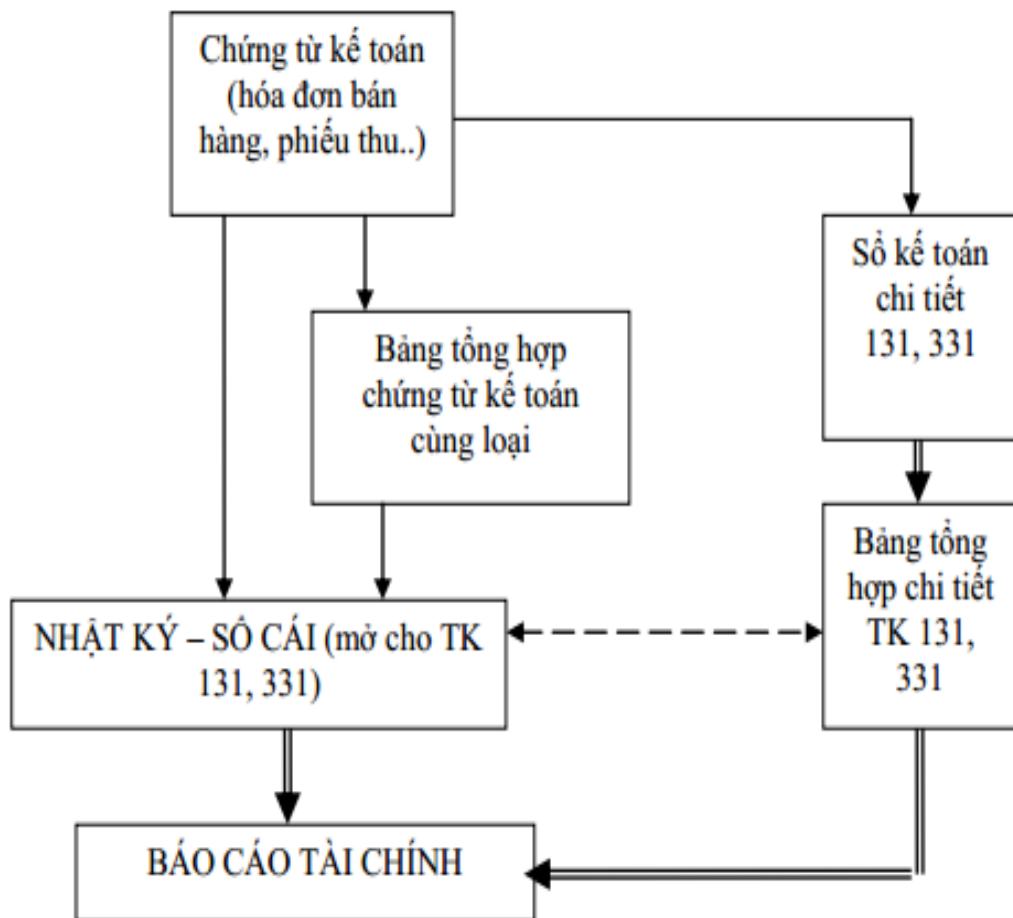 Chứng từ kế toán
(hóa đơn bán
hàng, phiếu thu..)
Sổ kế toán
chi tiết
131, 331
Bảng tổng hợp
chứng từ kế toán
cùng loại
Bảng tổng
hợp chi tiết
TK 131,
331
NHẬT KÝ – SỔ CÁI (mở cho TK
131, 331)
BÁO CÁO TÀI CHÍNH